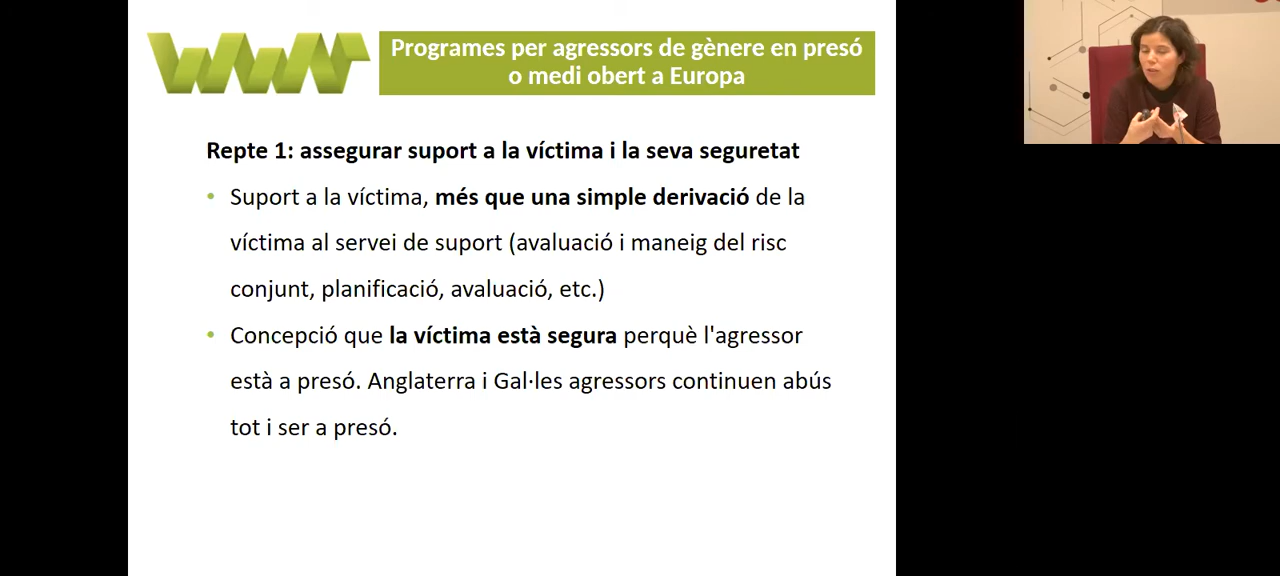 Programes per agressors de gènere en presó
o medi obert a Europa
Repte 1: assegurar suport a la víctima i la seva seguretat
• Suport a la víctima, més que una simple derivació de la
víctima al servei de suport (avaluació i maneig del risc
conjunt, planificació, avaluació, etc.)
• Concepció que la víctima està segura perquè l'agressor
està a presó. Anglaterra i Gal·les agressors continuen abús
tot i ser a presó.